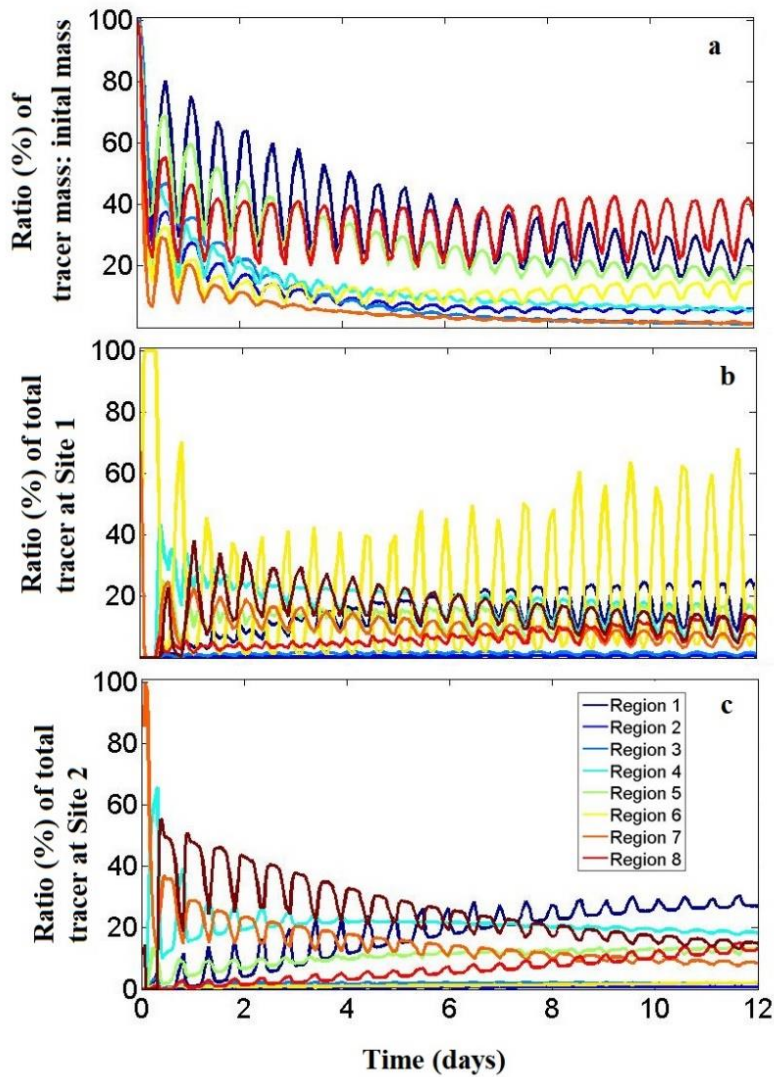 a
Ratio (%) of
tracer mass: inital mass
100
80
60
40
20
b
Ratio (%) of total
tracer at Site 1
100
80
60
40
20
c
Ratio (%) of total
tracer at Site 2
100
80
60
40
20
0
Region 1
Region 2
Region 3
Region 4
Region 5
Region 6
Region 7
Region 8
0 2 4 6 8 10 12
Time (days)